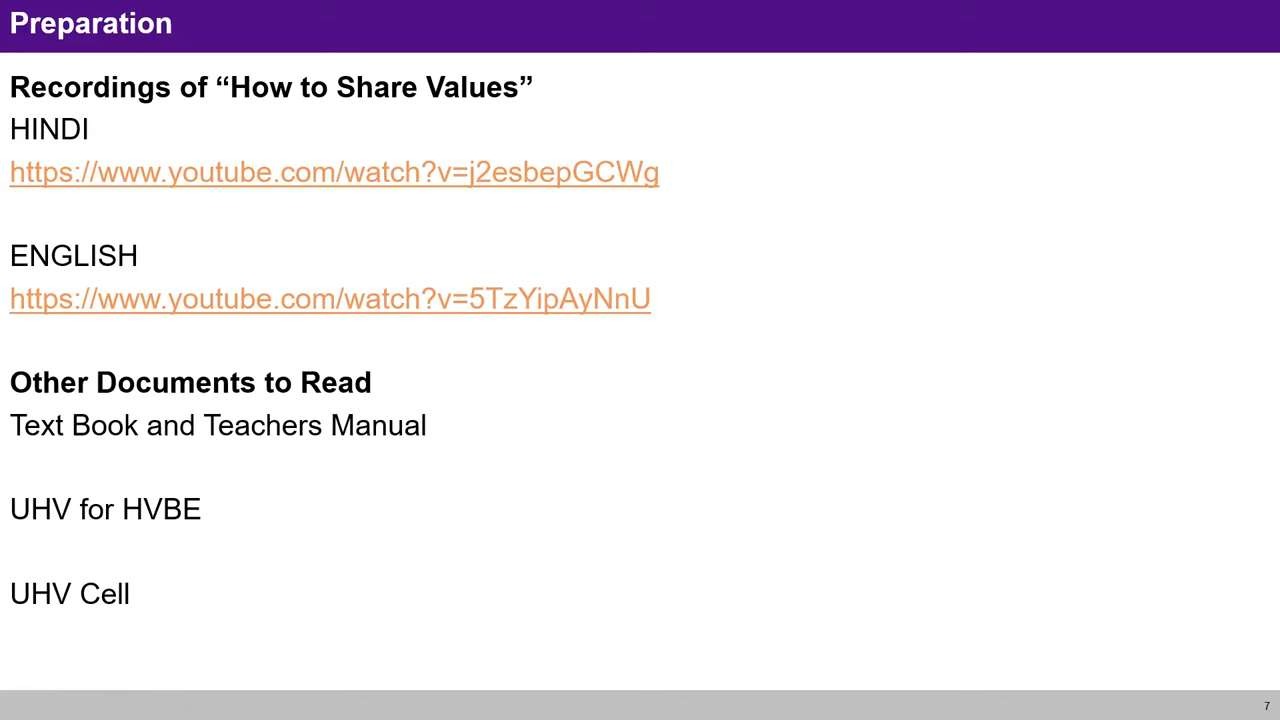 Preparation
Recordings of “How to Share Values”
HINDI
https://www.youtube.com/watch?v=j2esbepGCWg
ENGLISH
https://www.youtube.com/watch?v=5TzYipAyNnU
Other Documents to Read
Text Book and Teachers Manual
UHV for HVBE
UHV Cell
7